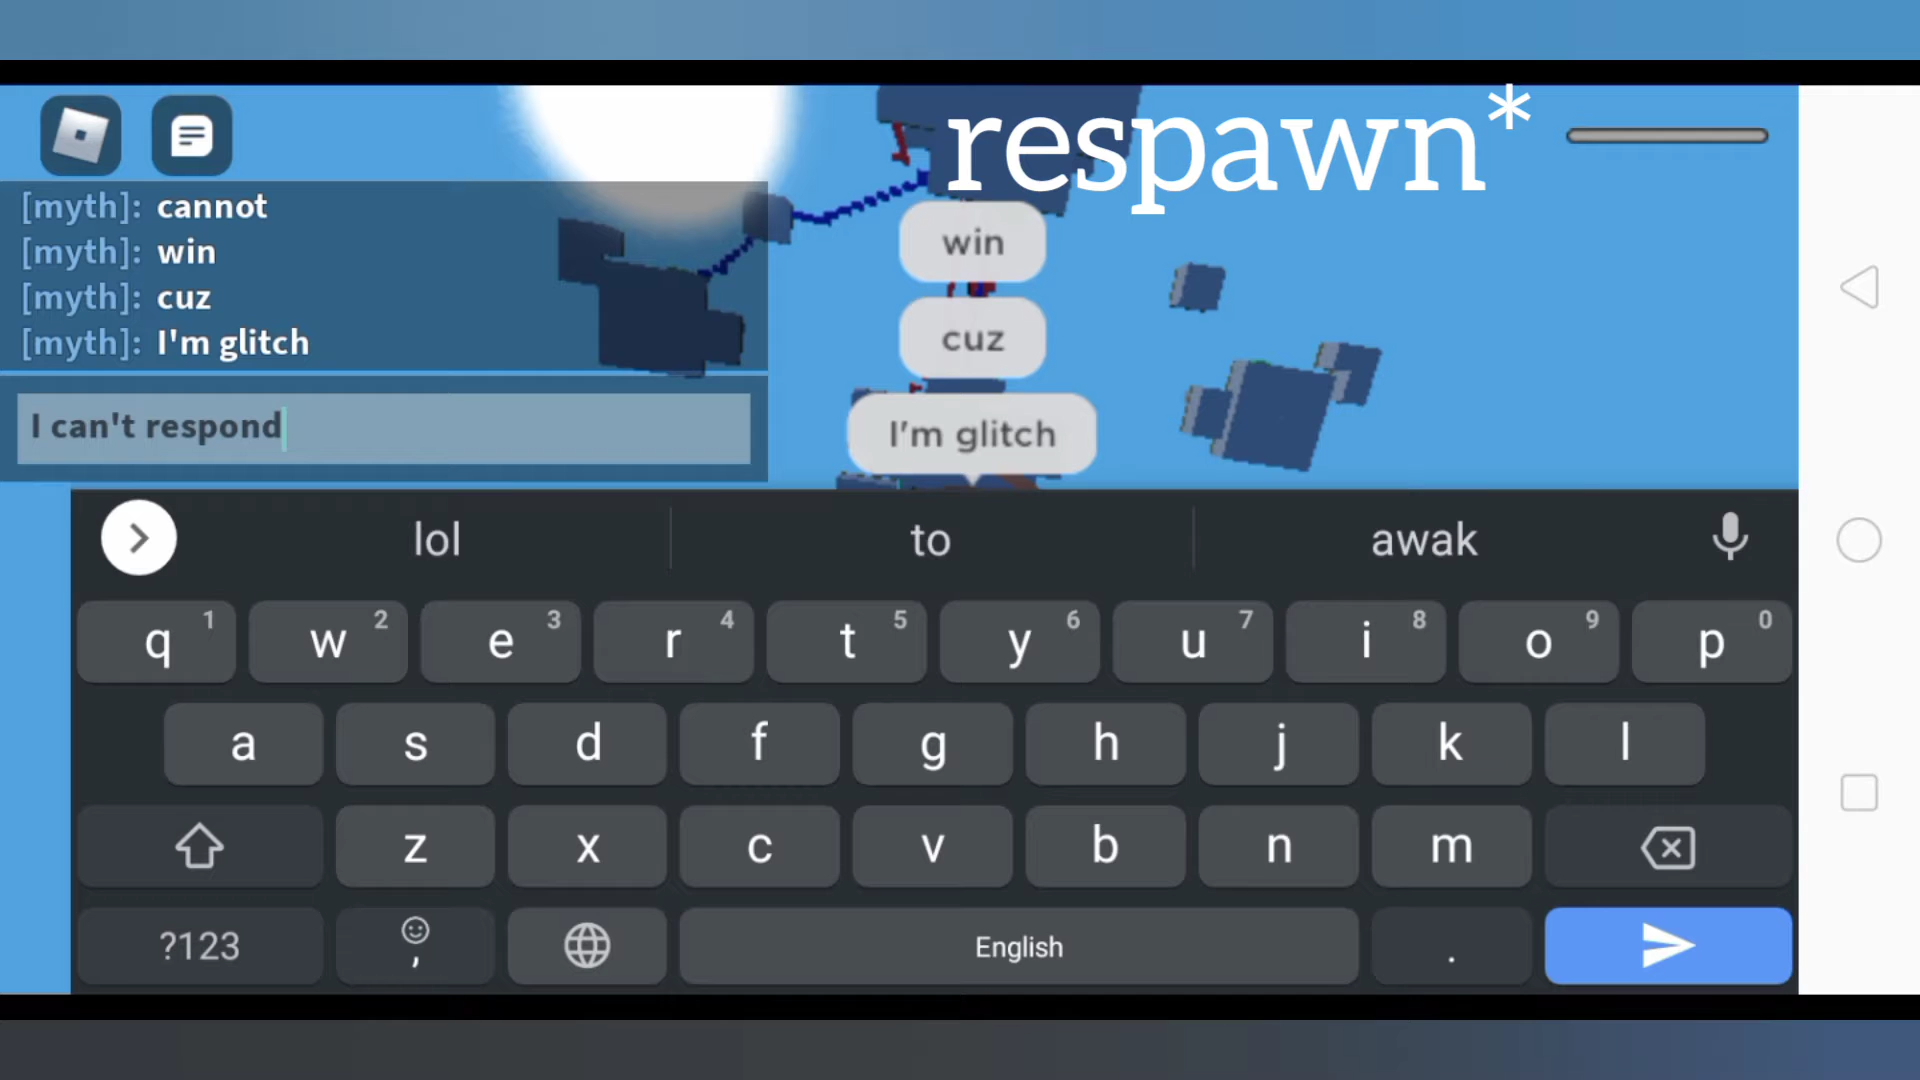 respawn*
[myth]: cannot
[myth]: win
[myth]: cuz
[myth]: I'm glitch
I can't respond
win
cuz
I'm glitch
lol to awak
q 1 w 2 e 3 r 4 t 5 y 6 u 7 i 8 o 9 p 0
a s d f g h j k l
z x c v b n m
?123 , English .